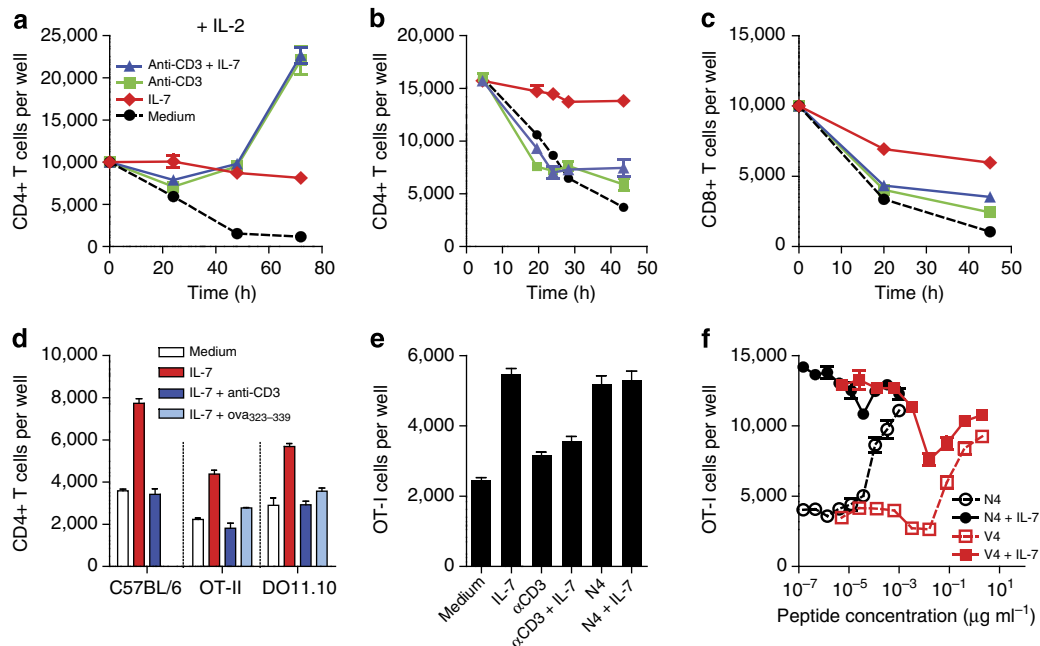 a
+ IL-2
25,000
20,000
15,000
10,000
5,000
0
CD4+ T cells per well
Anti-CD3 + IL-7
Anti-CD3
IL-7
Medium
0 20 40 60 80
Time (h)
b
20,000
15,000
10,000
5,000
0
CD4+ T cells per well
0 10 20 30 40 50
Time (h)
c
15,000
10,000
5,000
0
CD8+ T cells per well
0 10 20 30 40 50
Time (h)
d
10,000
8,000
6,000
4,000
2,000
0
CD4+ T cells per well
Medium
IL-7
IL-7 + anti-CD3
IL-7 + ova323–339
C57BL/6 OT-II DO11.10
e
6,000
4,000
2,000
0
OT-I cells per well
Medium
IL-7
αCD3
αCD3 + IL-7
N4
N4 + IL-7
f
15,000
10,000
5,000
0
OT-I cells per well
N4
N4 + IL-7
V4
V4 + IL-7
10−7 10−5 10−3 10−1 101
Peptide concentration (μg ml−1)